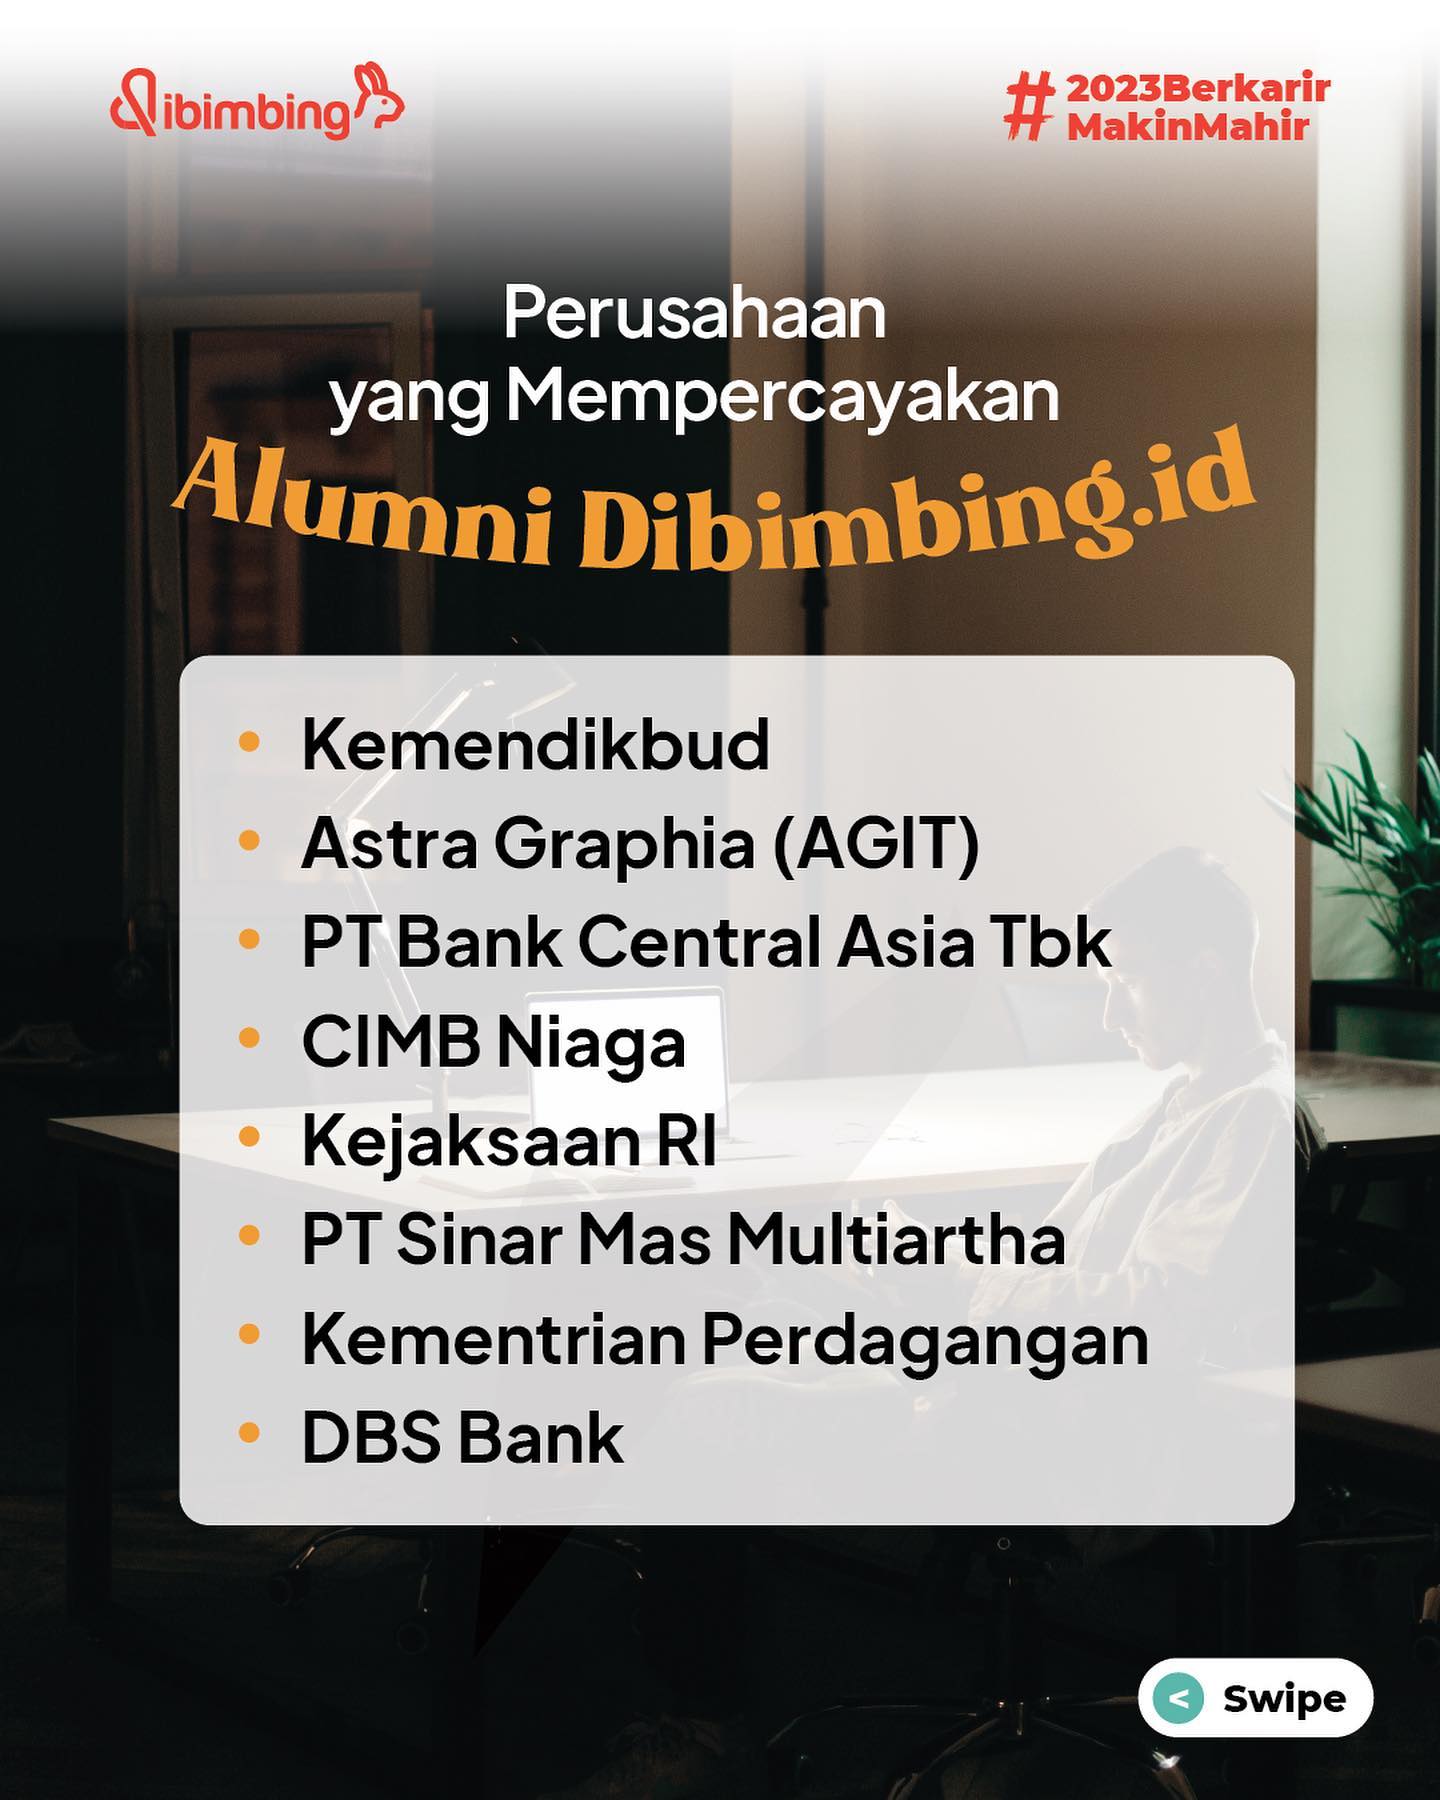 Dibimbing
#2023Berkarir
MakinMahir
Perusahaan
yang Mempercayakan
Alumni Dibimbing.id
• Kemendikbud
• Astra Graphia (AGIT)
• PT Bank Central Asia Tbk
• CIMB Niaga
• Kejaksaan RI
• PT Sinar Mas Multiartha
• Kementrian Perdagangan
• DBS Bank
< Swipe